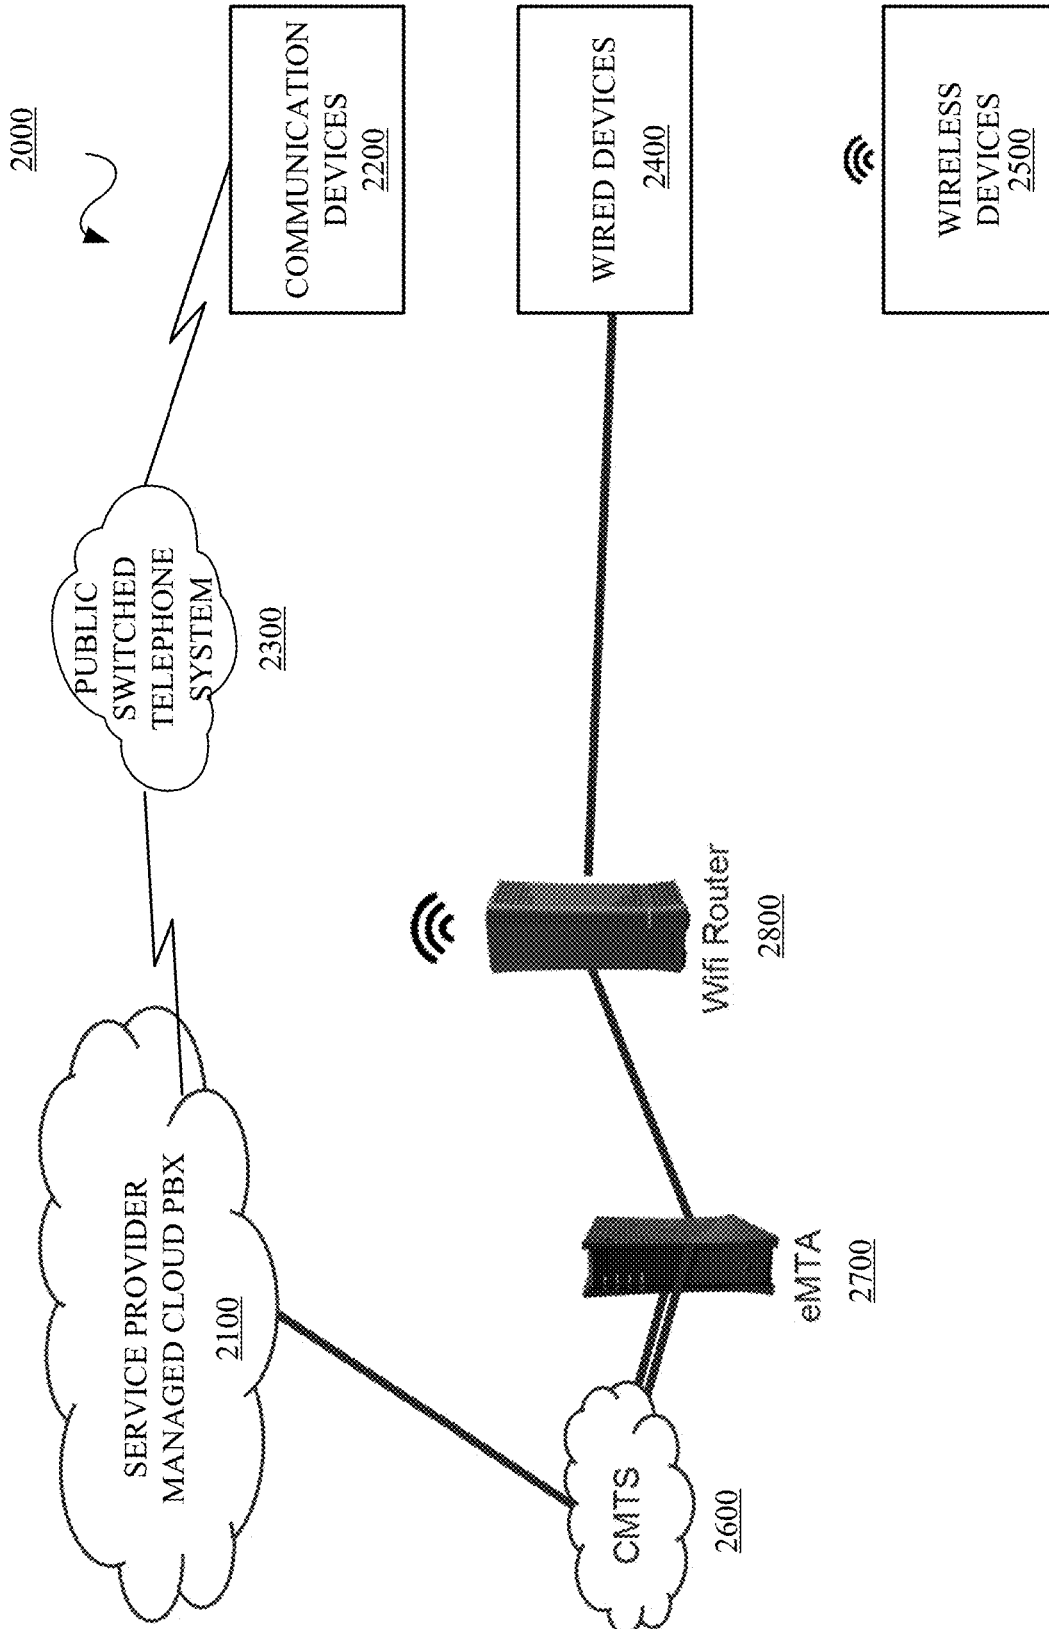 2000
SERVICE PROVIDER
MANAGED CLOUD PBX
2100
PUBLIC
SWITCHED
TELEPHONE
SYSTEM
2300
COMMUNICATION
DEVICES
2200
CMTS
2600
eMTA
2700
Wifi Router
2800
WIRED DEVICES
2400
WIRELESS
DEVICES
2500